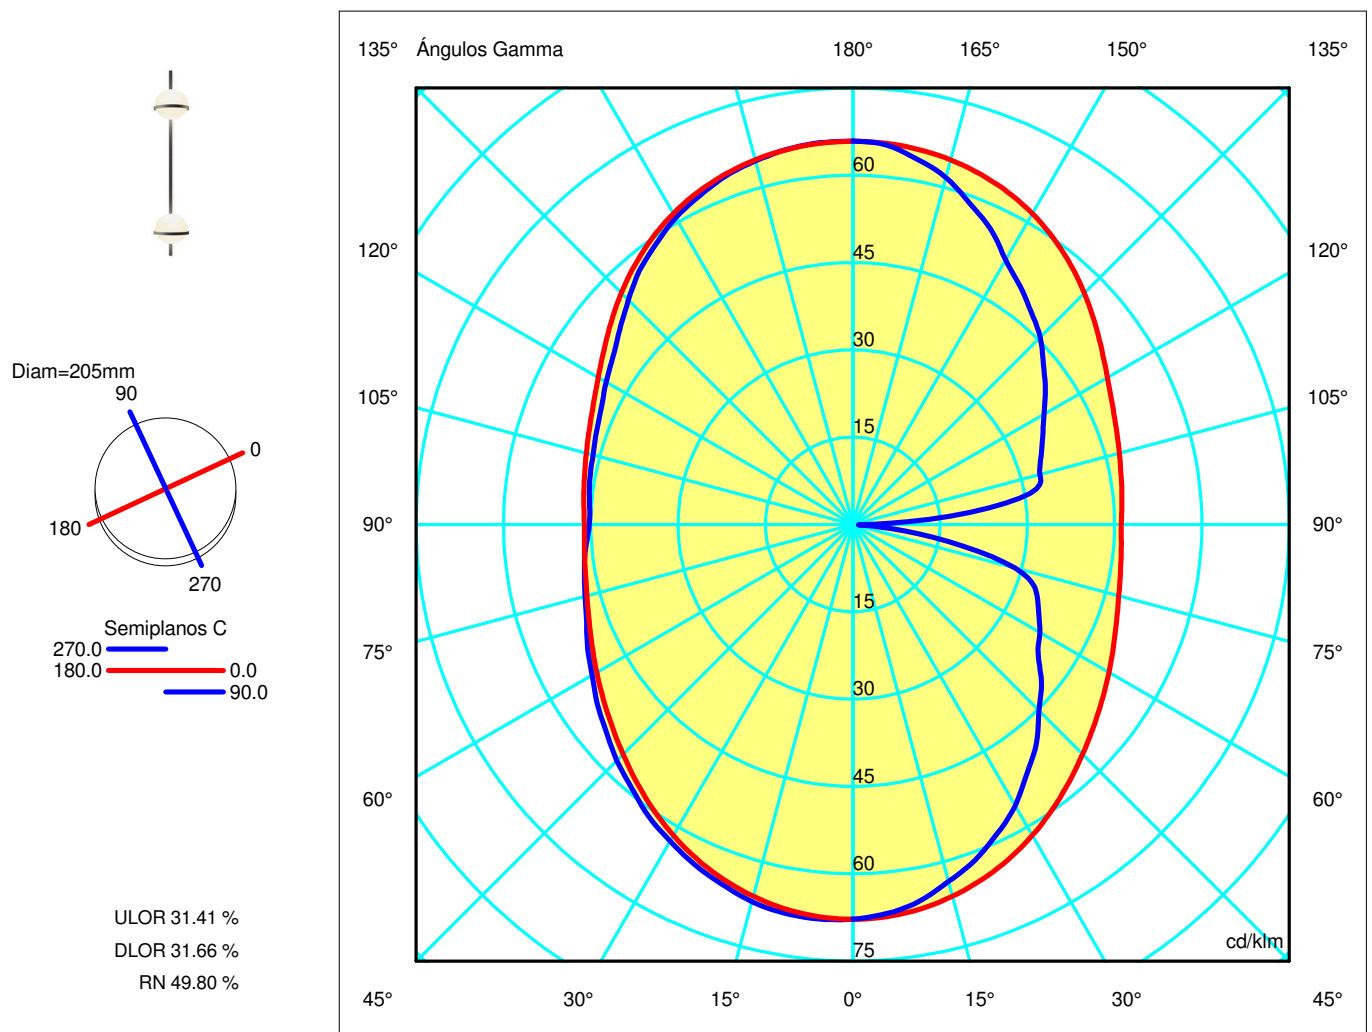 135° Ángulos Gamma 180° 165° 150° 135°
120° 120°
105° 105°
90° 90°
75° 75°
60° 60°
45° 30° 15° 0° 15° 30° 45°
60
45
30
15
15
30
45
60
75
cd/klm
Diam=205mm
90
0
180
270
Semiplanos C
270.0
180.0 0.0
90.0
ULOR 31.41 %
DLOR 31.66 %
RN 49.80 %